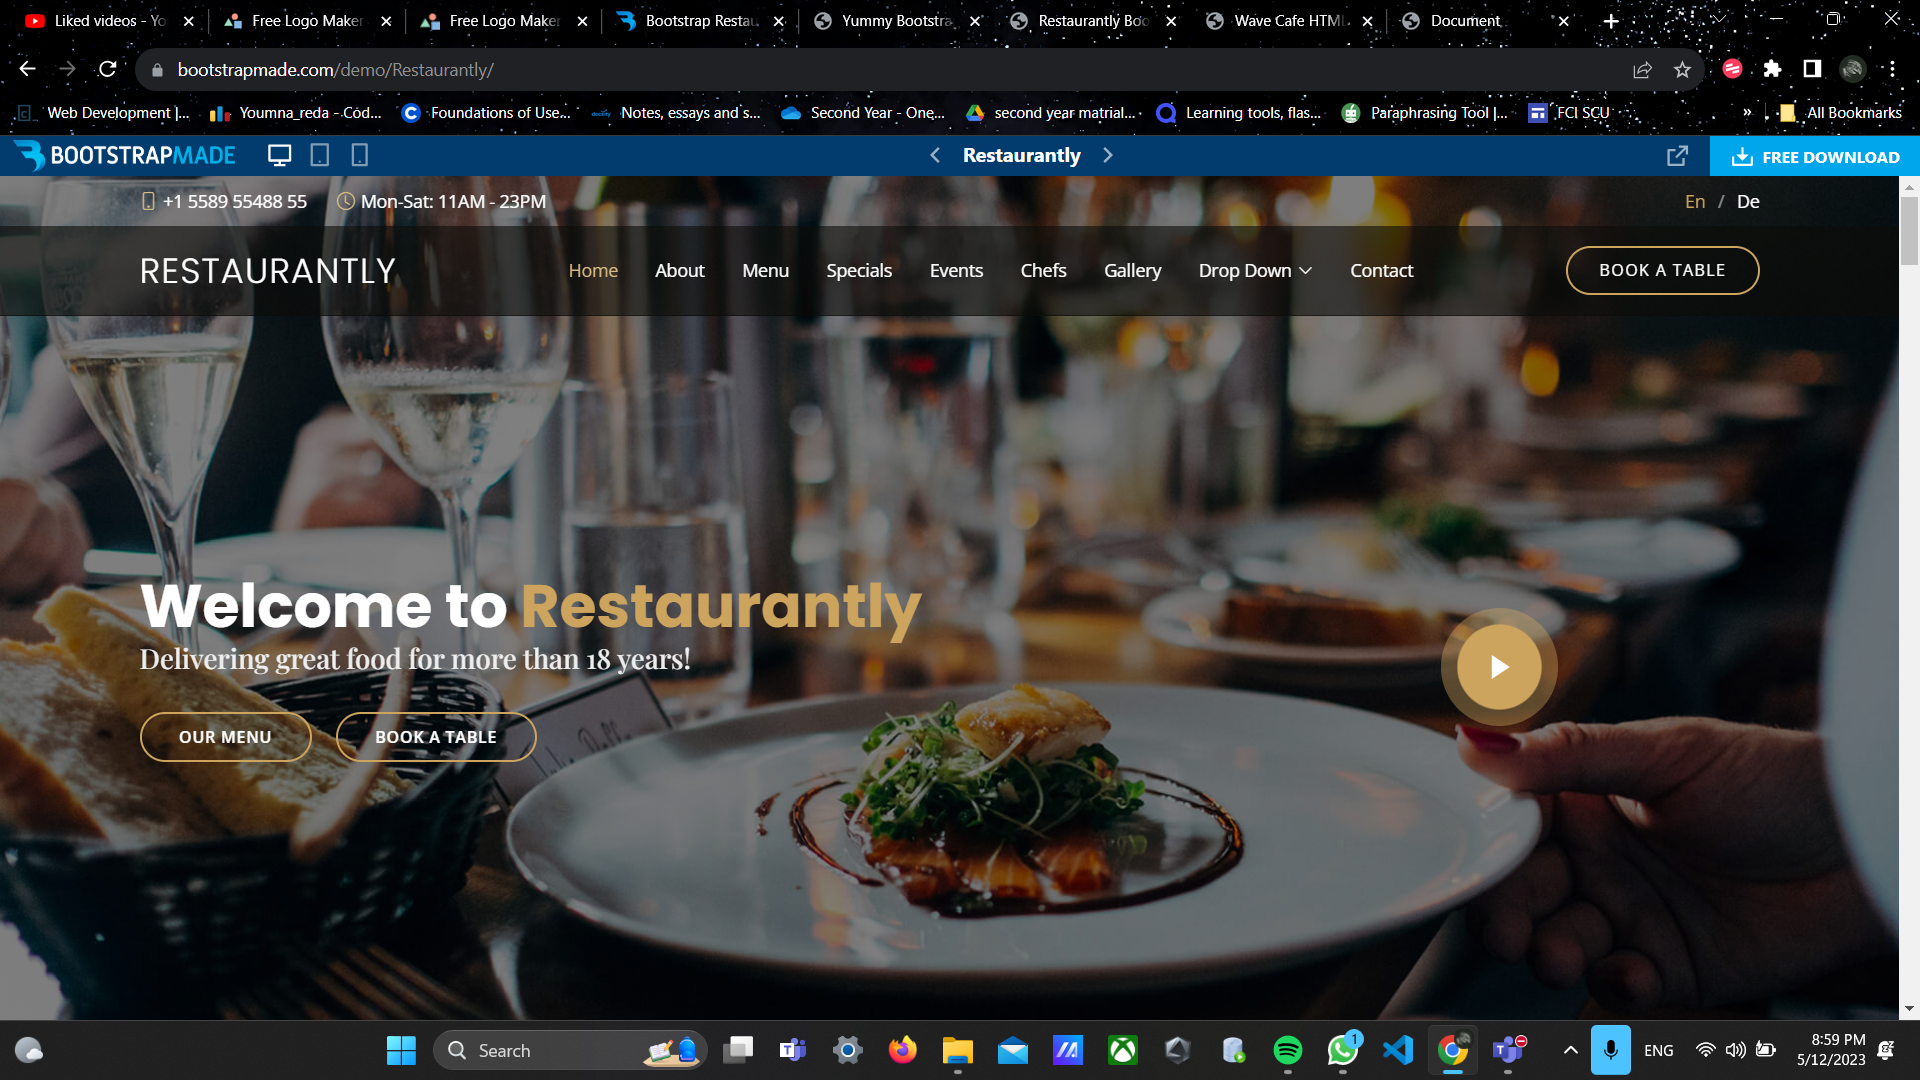 Liked videos - Yo
Free Logo Maker
Free Logo Maker
Bootstrap Restau
Yummy Bootstra
Restaurantly Boo
Wave Cafe HTML
Document
bootstrapmade.com/demo/Restaurantly/
Web Development |...
Youmna_reda - Cod...
Foundations of Use...
Notes, essays and s...
Second Year - One...
second year matrial...
Learning tools, flas...
Paraphrasing Tool |...
FCI SCU
»
All Bookmarks
BOOTSTRAPMADE
Restaurantly
FREE DOWNLOAD
+1 5589 55488 55
Mon-Sat: 11AM - 23PM
En / De
RESTAURANTLY
Home
About
Menu
Specials
Events
Chefs
Gallery
Drop Down
Contact
BOOK A TABLE
Welcome to Restaurantly
Delivering great food for more than 18 years!
OUR MENU
BOOK A TABLE
Search
1
ENG
8:59 PM
5/12/2023